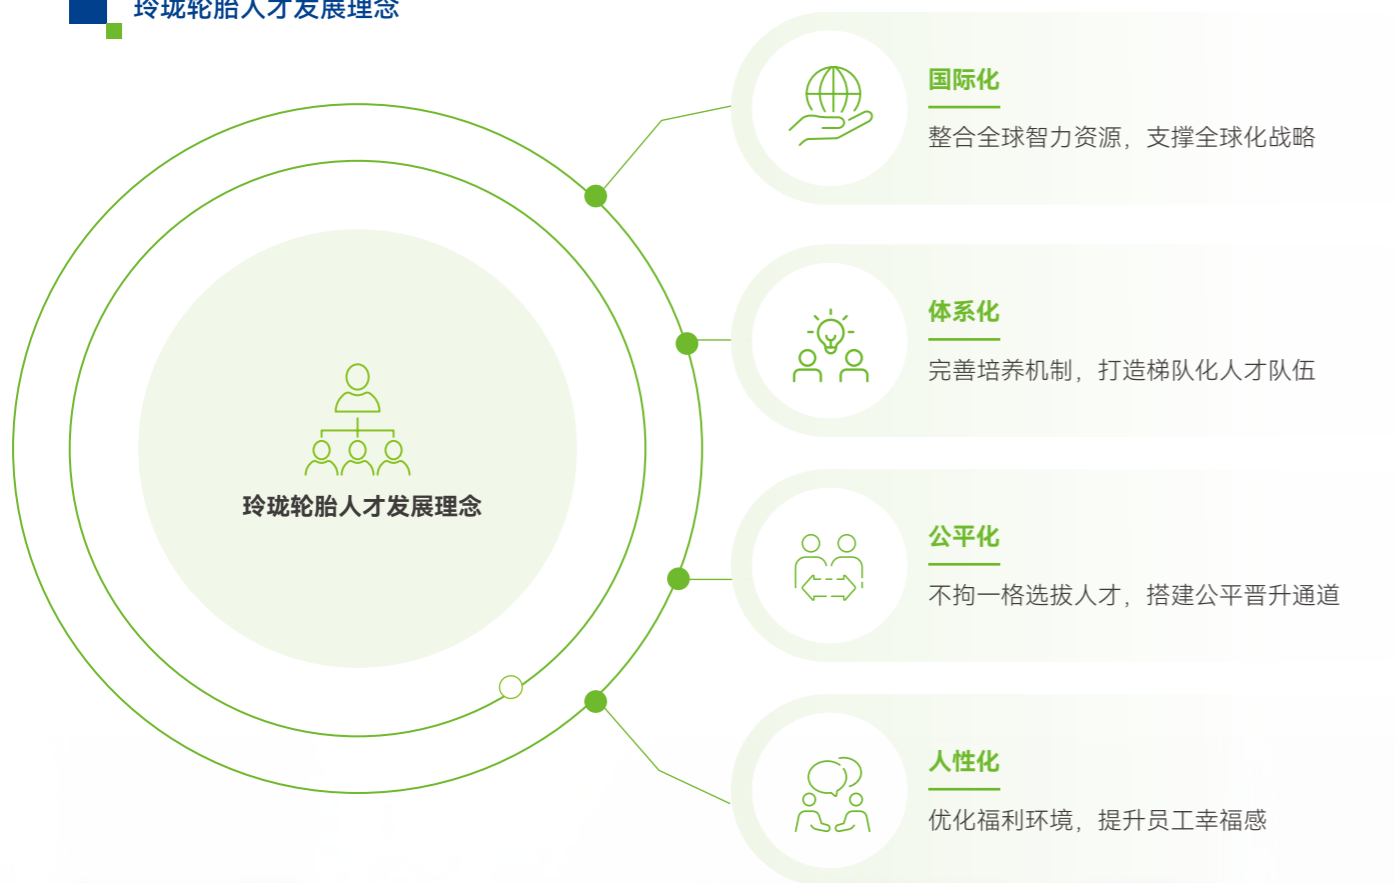 玲珑轮胎人才发展理念
国际化
整合全球智力资源，支撑全球化战略
体系化
完善培养机制，打造梯队化人才队伍
玲珑轮胎人才发展理念
公平化
不拘一格选拔人才，搭建公平晋升通道
人性化
优化福利环境，提升员工幸福感